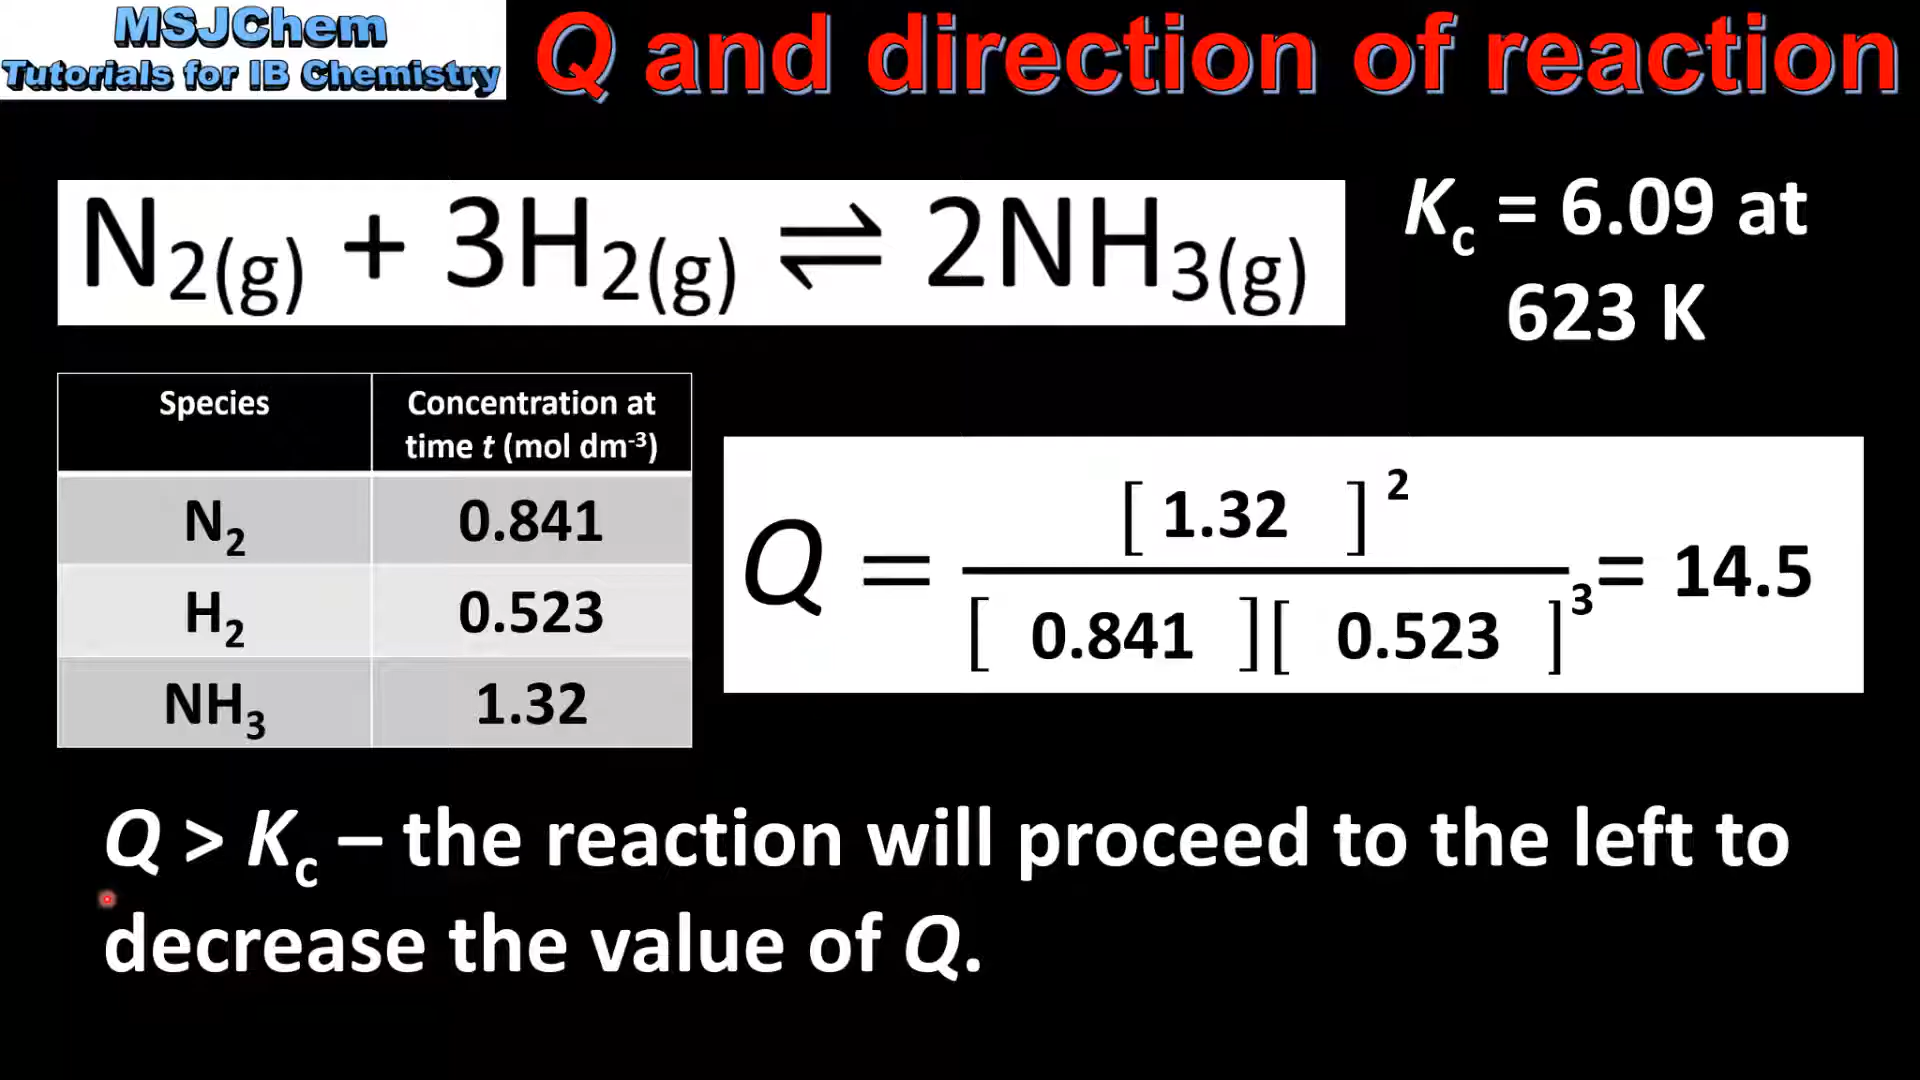 MSJChem
Tutorials for IB Chemistry
Q and direction of reaction
N₂(g) + 3H₂(g) ⇌ 2NH₃(g)
Kc = 6.09 at
623 K
Species
Concentration at
time t (mol dm⁻³)
N₂ 0.841
H₂ 0.523
NH₃ 1.32
[ 1.32 ] ²
Q = = 14.5
[ 0.841 ][ 0.523 ]³
Q > Kc – the reaction will proceed to the left to
decrease the value of Q.